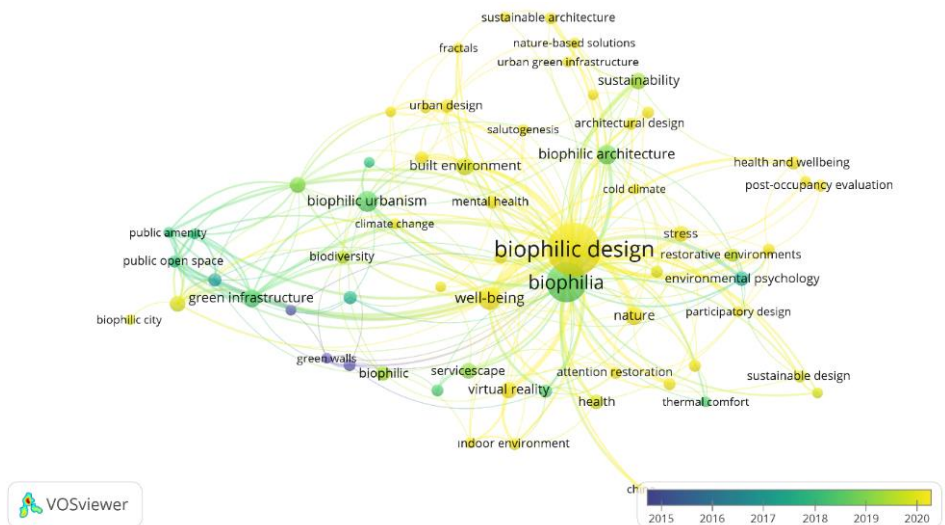 sustainable architecture
nature-based solutions
fractals
urban green infrastructure
sustainability
urban design
salutogenesis
architectural design
biophilic architecture
built environment
health and wellbeing
cold climate
post-occupancy evaluation
biophilic urbanism
mental health
climate change
public amenity
stress
biophilic design
biodiversity
restorative environments
public open space
environmental psychology
biophilia
green infrastructure
well-being
nature
participatory design
biophilic city
green walls
biophilic
servicescape
attention restoration
sustainable design
virtual reality
health
thermal comfort
indoor environment
VOSviewer
2015 2016 2017 2018 2019 2020